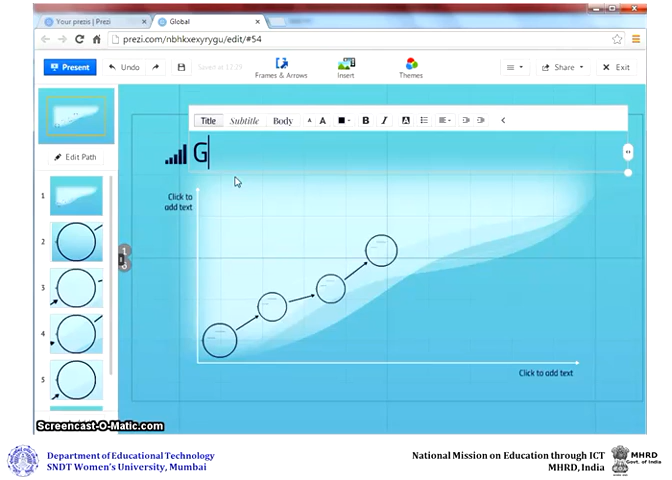 Your prezis | Prezi
Global
prezi.com/nbhkxexyrygu/edit/#54
Present
Undo
Saved at 12:25
Frames & Arrows
Insert
Themes
Share
Exit
Title
Subtitle
Body
A
A
B
I
A
G
Edit Path
Click to
add text
1
2
3
4
5
Click to add text
Screencast-O-Matic.com
Department of Educational Technology
SNDT Women's University, Mumbai
National Mission on Education through ICT
MHRD, India
MHRD
Govt. of India